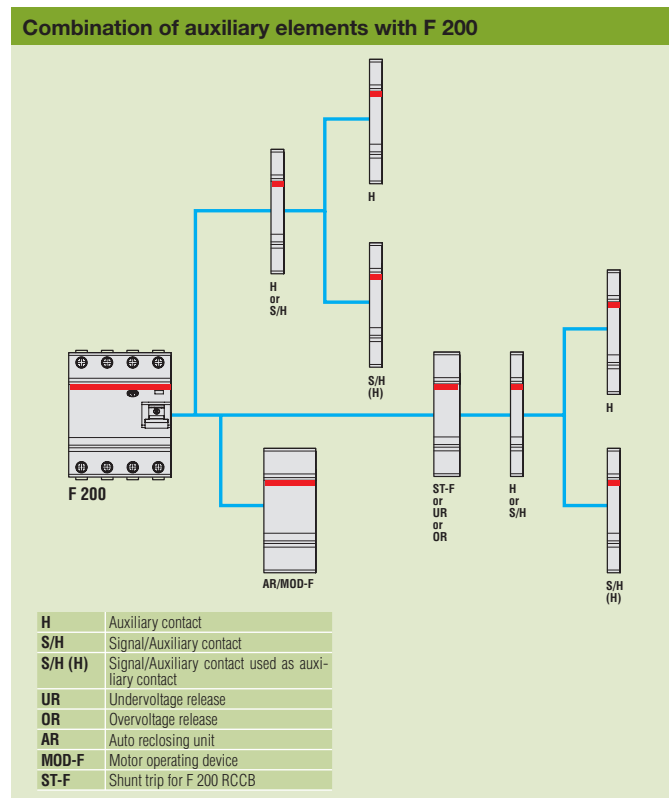 Combination of auxiliary elements with F 200
H
H
or
S/H
S/H
(H)
H
F 200
ST-F
or
UR
or
OR
H
or
S/H
AR/MOD-F
S/H
(H)
H Auxiliary contact
S/H Signal/Auxiliary contact
S/H (H) Signal/Auxiliary contact used as auxi-
liary contact
UR Undervoltage release
OR Overvoltage release
AR Auto reclosing unit
MOD-F Motor operating device
ST-F Shunt trip for F 200 RCCB